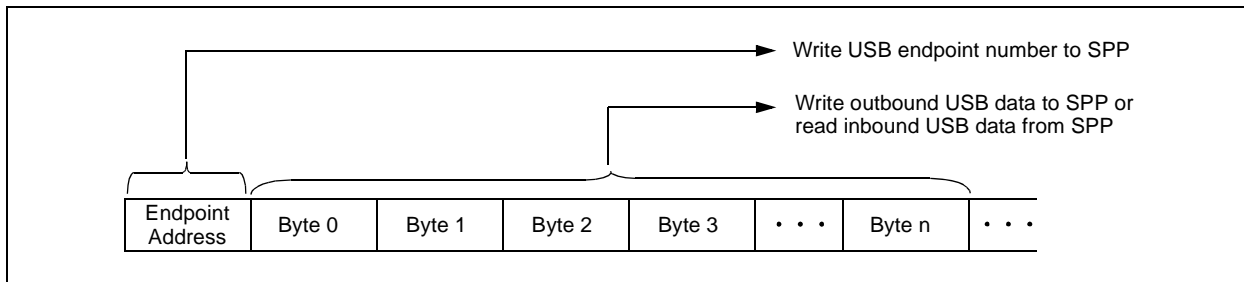 Write USB endpoint number to SPP
Write outbound USB data to SPP or
read inbound USB data from SPP
Endpoint
Address
Byte 0
Byte 1
Byte 2
Byte 3
· · ·
Byte n
· · ·